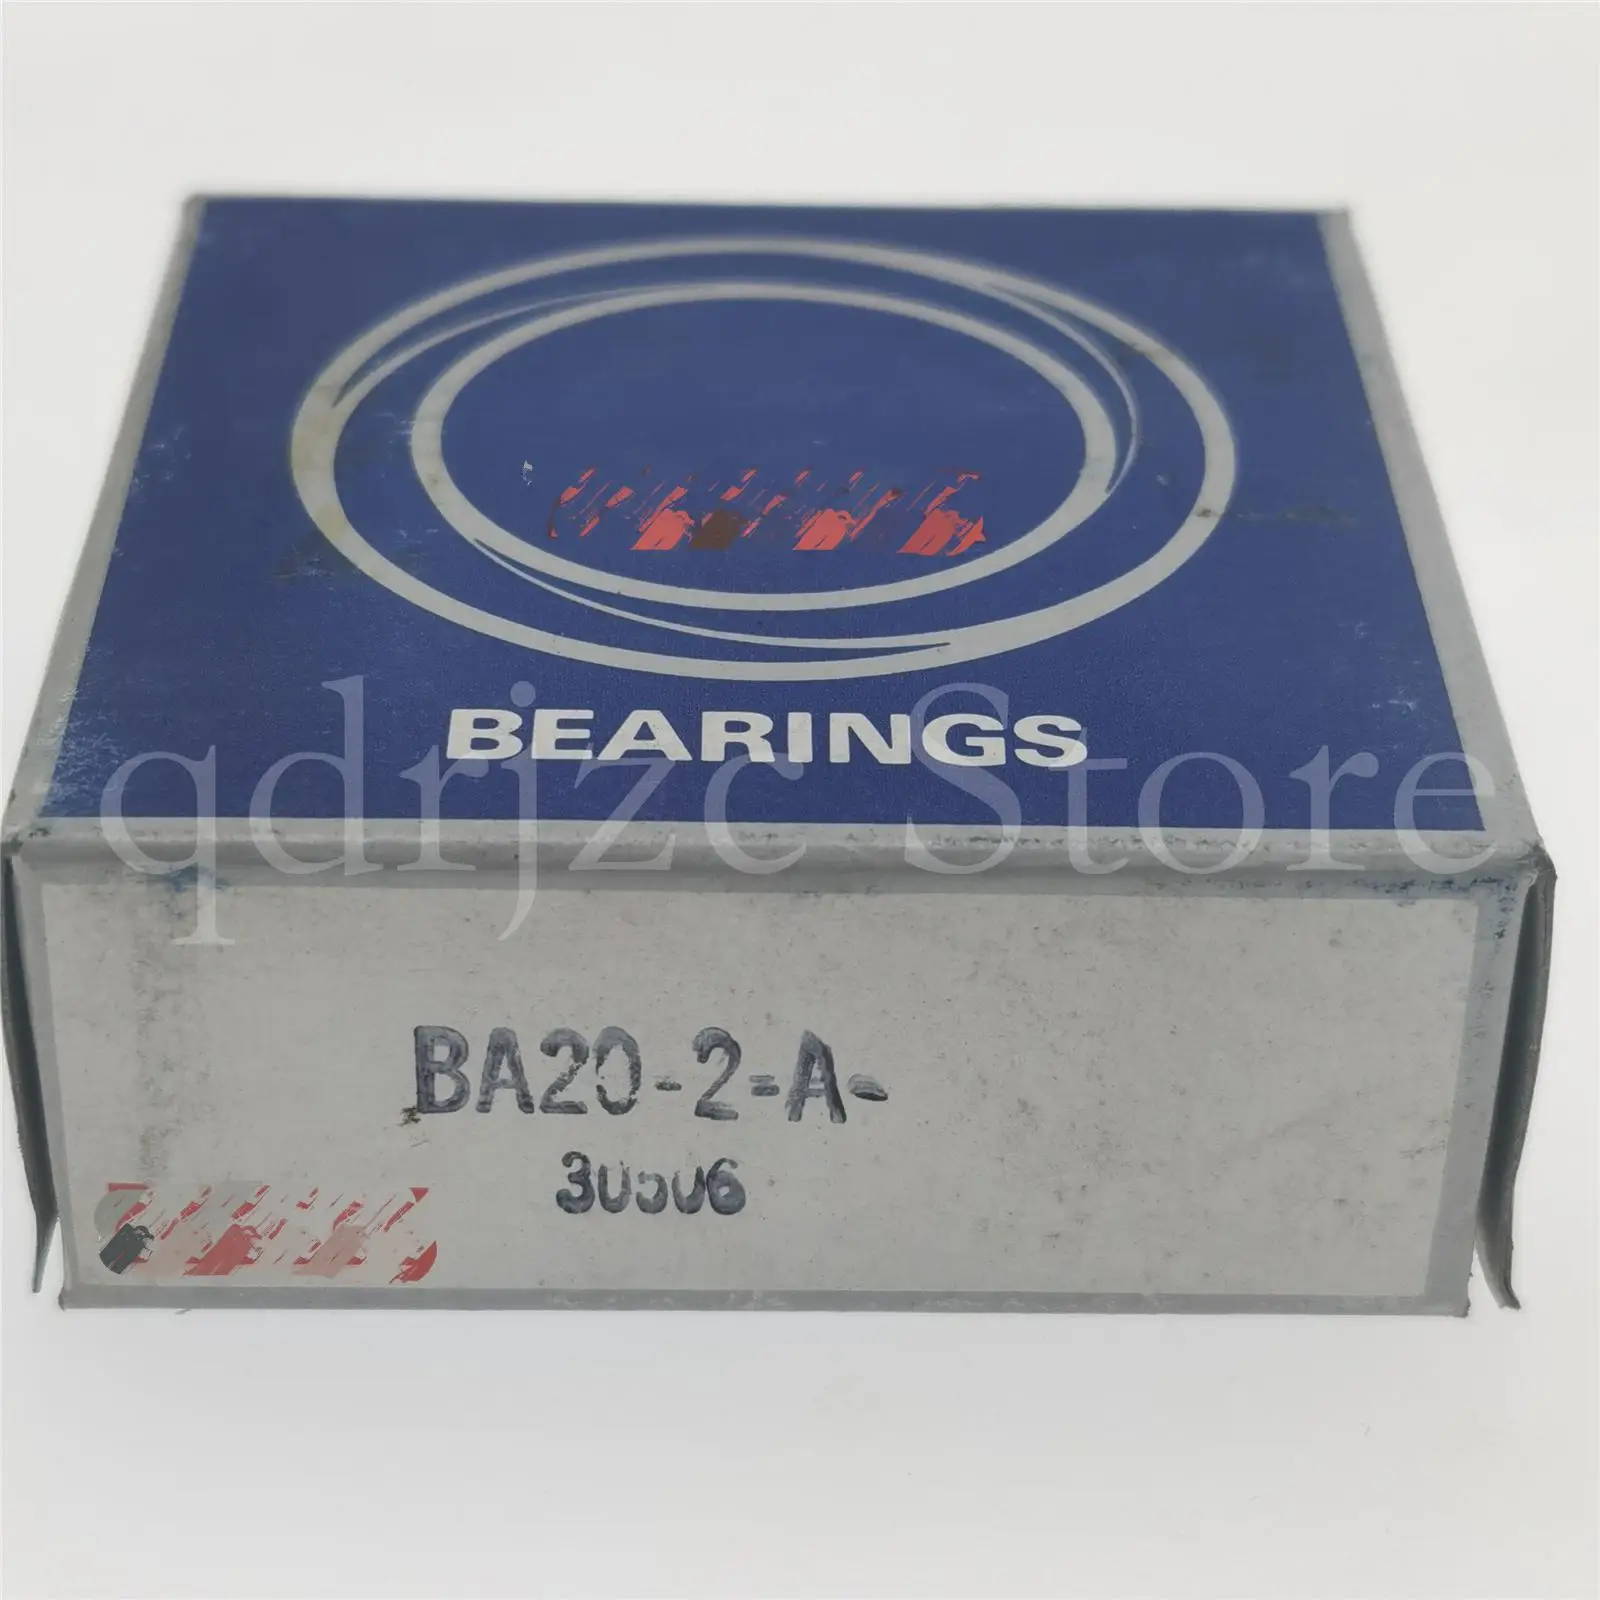 BEARINGS
qdrjzc Store
BA20-2-A-
30506